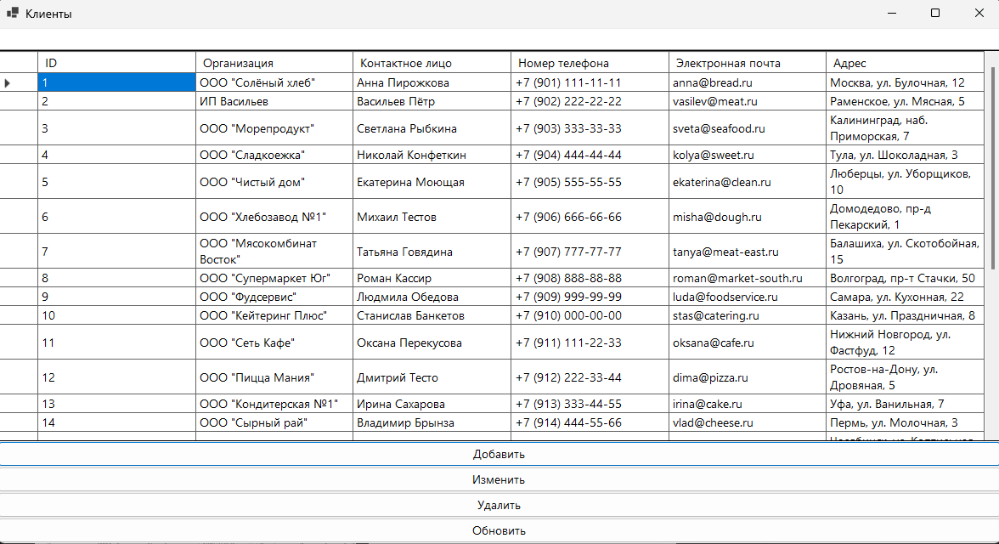 Клиенты
ID Организация Контактное лицо Номер телефона Электронная почта Адрес
1 ООО "Солёный хлеб" Анна Пирожкова +7 (901) 111-11-11 anna@bread.ru Москва, ул. Булочная, 12
2 ИП Васильев Васильев Пётр +7 (902) 222-22-22 vasilev@meat.ru Раменское, ул. Мясная, 5
3 ООО "Морепродукт" Светлана Рыбкина +7 (903) 333-33-33 sveta@seafood.ru Калининград, наб.
Приморская, 7
4 ООО "Сладкоежка" Николай Конфеткин +7 (904) 444-44-44 kolya@sweet.ru Тула, ул. Шоколадная, 3
5 ООО "Чистый дом" Екатерина Моющая +7 (905) 555-55-55 ekaterina@clean.ru Люберцы, ул. Уборщиков,
10
6 ООО "Хлебозавод №1" Михаил Тестов +7 (906) 666-66-66 misha@dough.ru Домодедово, пр-д
Пекарский, 1
7 ООО "Мясокомбинат
Восток" Татьяна Говядина +7 (907) 777-77-77 tanya@meat-east.ru Балашиха, ул. Скотобойная,
15
8 ООО "Супермаркет Юг" Роман Кассир +7 (908) 888-88-88 roman@market-south.ru Волгоград, пр-т Стачки, 50
9 ООО "Фудсервис" Людмила Обедова +7 (909) 999-99-99 luda@foodservice.ru Самара, ул. Кухонная, 22
10 ООО "Кейтеринг Плюс" Станислав Банкетов +7 (910) 000-00-00 stas@catering.ru Казань, ул. Праздничная, 8
11 ООО "Сеть Кафе" Оксана Перекусова +7 (911) 111-22-33 oksana@cafe.ru Нижний Новгород, ул.
Фастфуд, 12
12 ООО "Пицца Мания" Дмитрий Тесто +7 (912) 222-33-44 dima@pizza.ru Ростов-на-Дону, ул.
Дровяная, 5
13 ООО "Кондитерская №1" Ирина Сахарова +7 (913) 333-44-55 irina@cake.ru Уфа, ул. Ванильная, 7
14 ООО "Сырный рай" Владимир Брынза +7 (914) 444-55-66 vlad@cheese.ru Пермь, ул. Молочная, 3
Добавить
Изменить
Удалить
Обновить